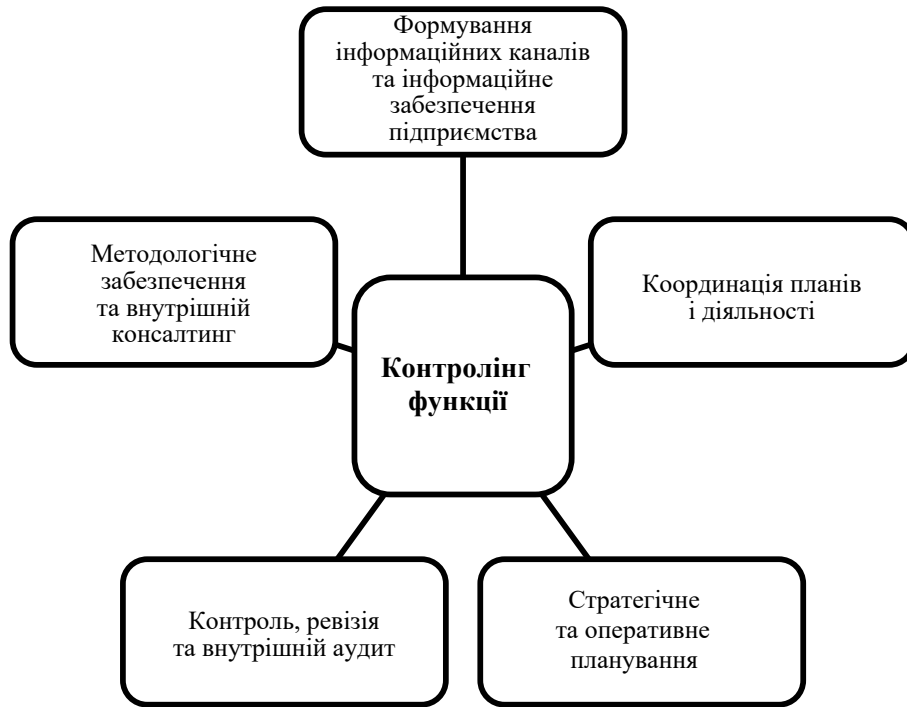 Формування
інформаційних каналів
та інформаційне
забезпечення
підприємства
Методологічне
забезпечення
та внутрішній
консалтинг
Координація планів
і діяльності
Контролінг
функції
Контроль, ревізія
та внутрішній аудит
Стратегічне
та оперативне
планування